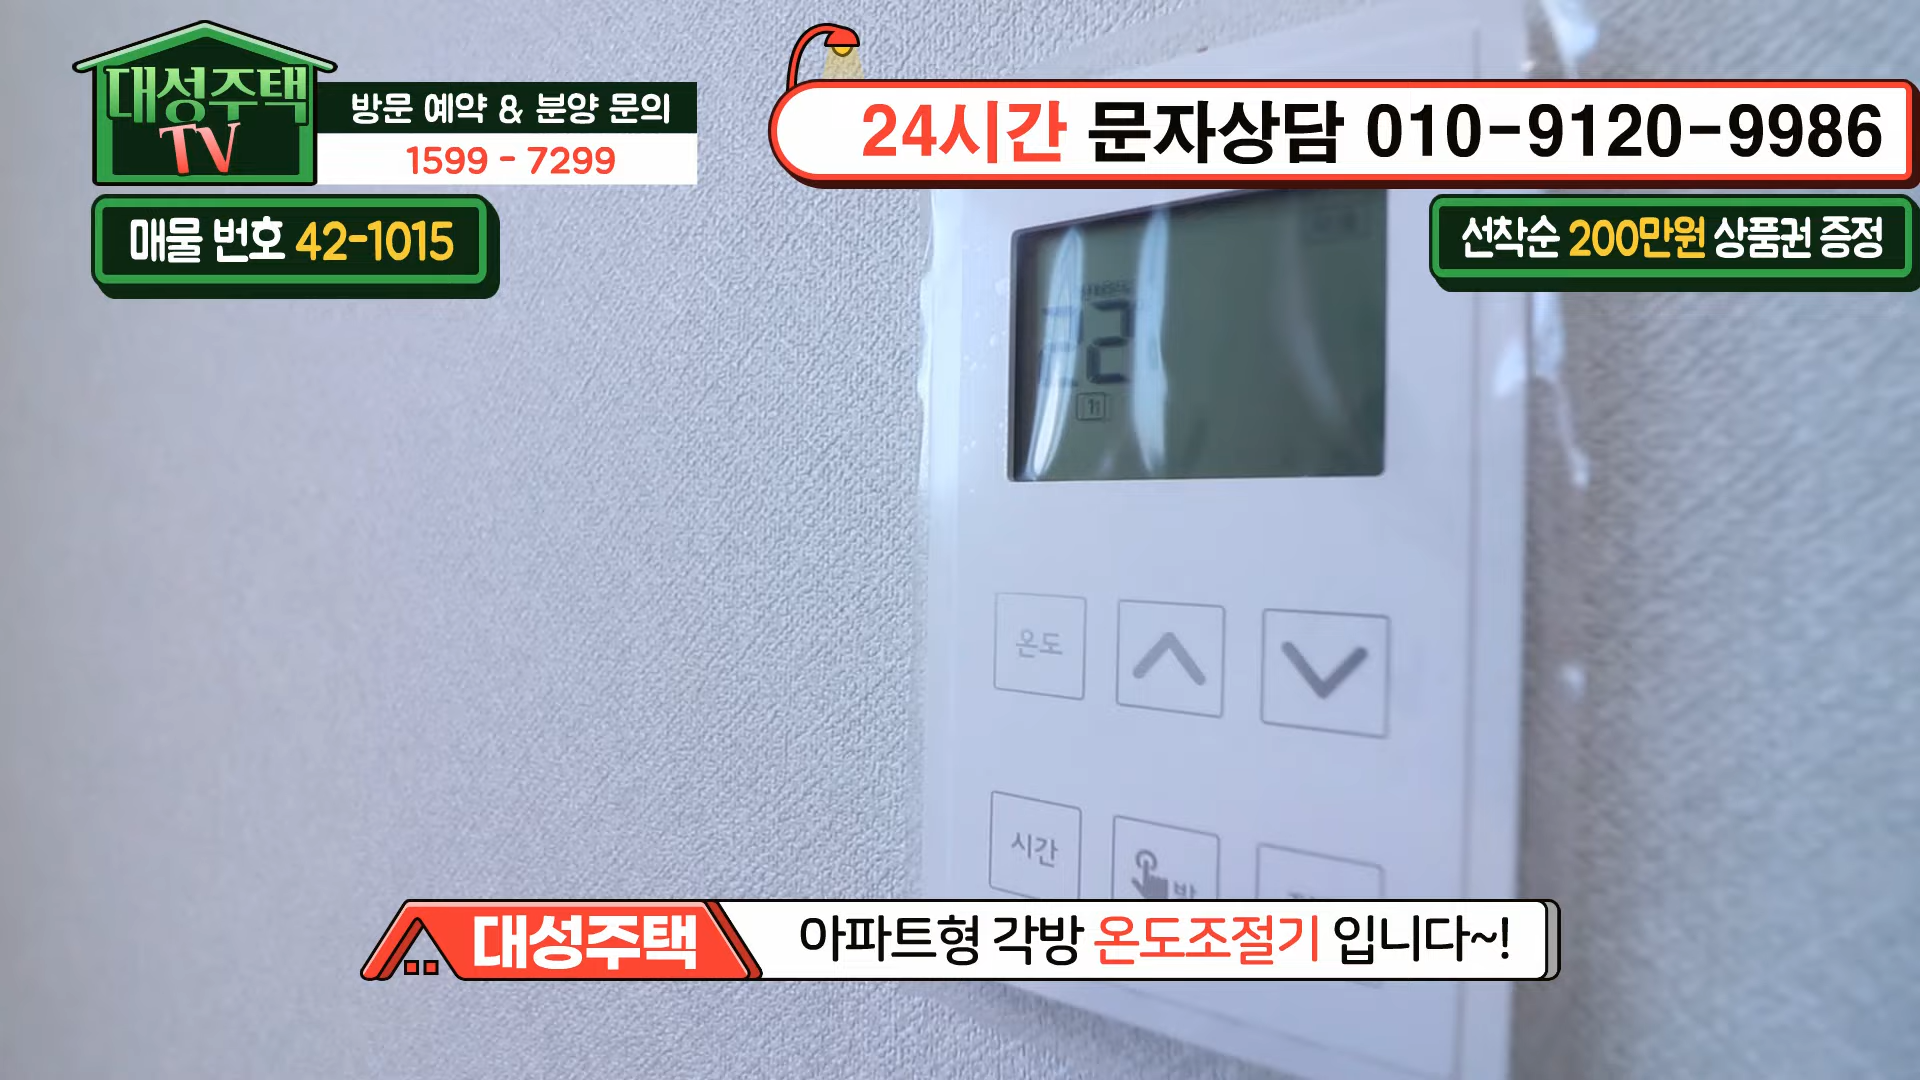 대성주택
TV
방문 예약 & 분양 문의
1599 - 7299
매물 번호 42-1015
24시간 문자상담 010-9120-9986
선착순 200만원 상품권 증정
22
온도
시간
대성주택
아파트형 각방 온도조절기 입니다~!